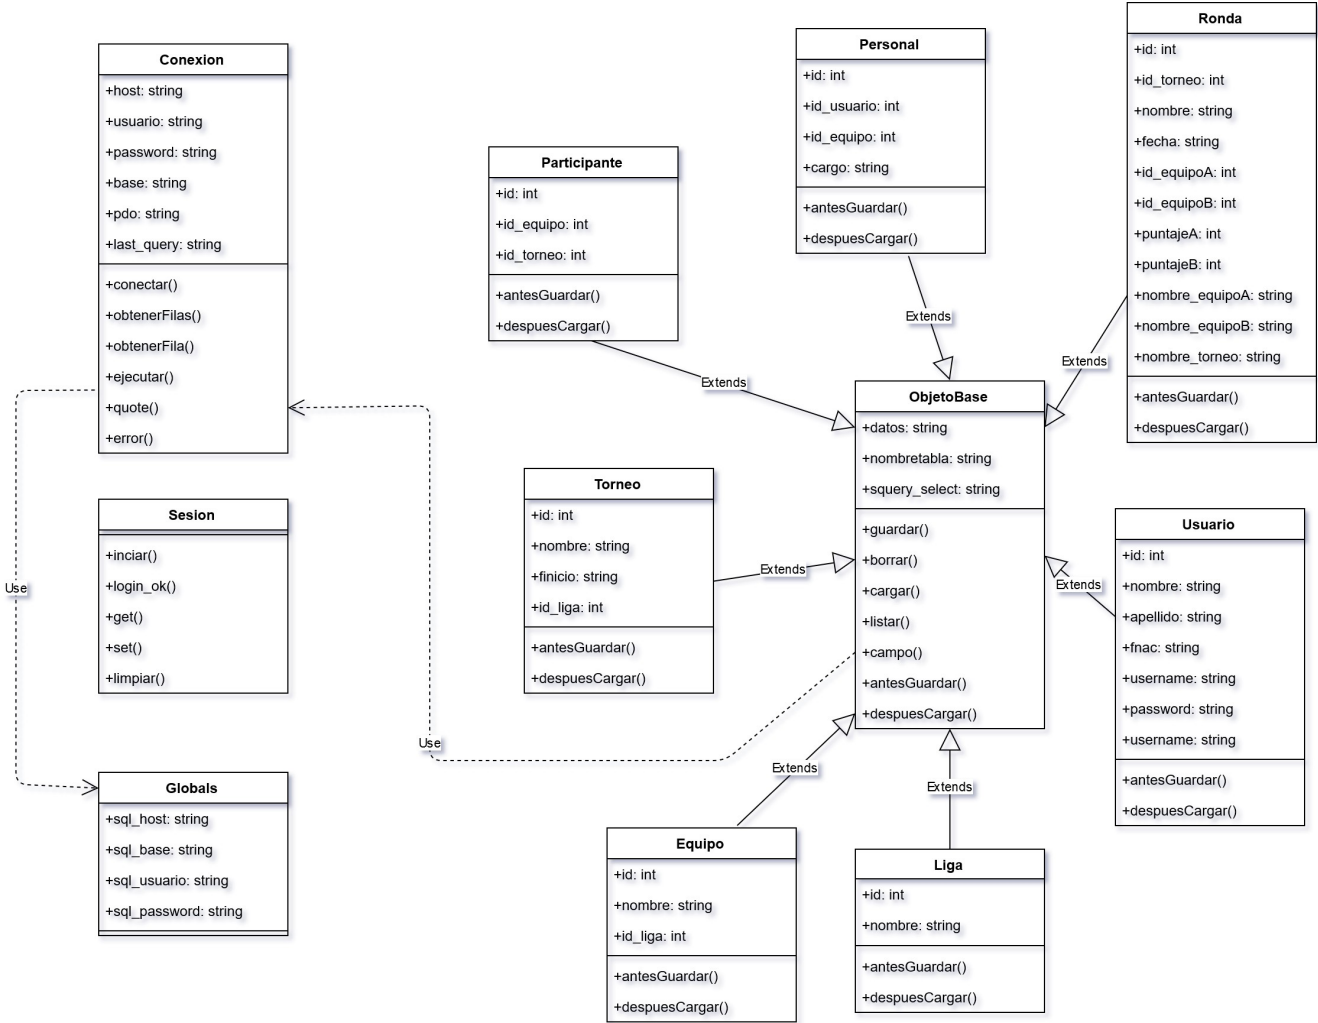 Conexion
+host: string
+usuario: string
+password: string
+base: string
+pdo: string
+last_query: string
+conectar()
+obtenerFilas()
+obtenerFila()
+ejecutar()
+quote()
+error()
Sesion
+inciar()
+login_ok()
+get()
+set()
+limpiar()
Use
Globals
+sql_host: string
+sql_base: string
+sql_usuario: string
+sql_password: string
Use
Participante
+id: int
+id_equipo: int
+id_torneo: int
+antesGuardar()
+despuesCargar()
Extends
Personal
+id: int
+id_usuario: int
+id_equipo: int
+cargo: string
+antesGuardar()
+despuesCargar()
Extends
Ronda
+id: int
+id_torneo: int
+nombre: string
+fecha: string
+id_equipoA: int
+id_equipoB: int
+puntajeA: int
+puntajeB: int
+nombre_equipoA: string
+nombre_equipoB: string
+nombre_torneo: string
+antesGuardar()
+despuesCargar()
Extends
Torneo
+id: int
+nombre: string
+finicio: string
+id_liga: int
+antesGuardar()
+despuesCargar()
Extends
ObjetoBase
+datos: string
+nombretabla: string
+squery_select: string
+guardar()
+borrar()
+cargar()
+listar()
+campo()
+antesGuardar()
+despuesCargar()
Extends
Usuario
+id: int
+nombre: string
+apellido: string
+fnac: string
+username: string
+password: string
+username: string
+antesGuardar()
+despuesCargar()
Extends
Equipo
+id: int
+nombre: string
+id_liga: int
+antesGuardar()
+despuesCargar()
Extends
Liga
+id: int
+nombre: string
+antesGuardar()
+despuesCargar()